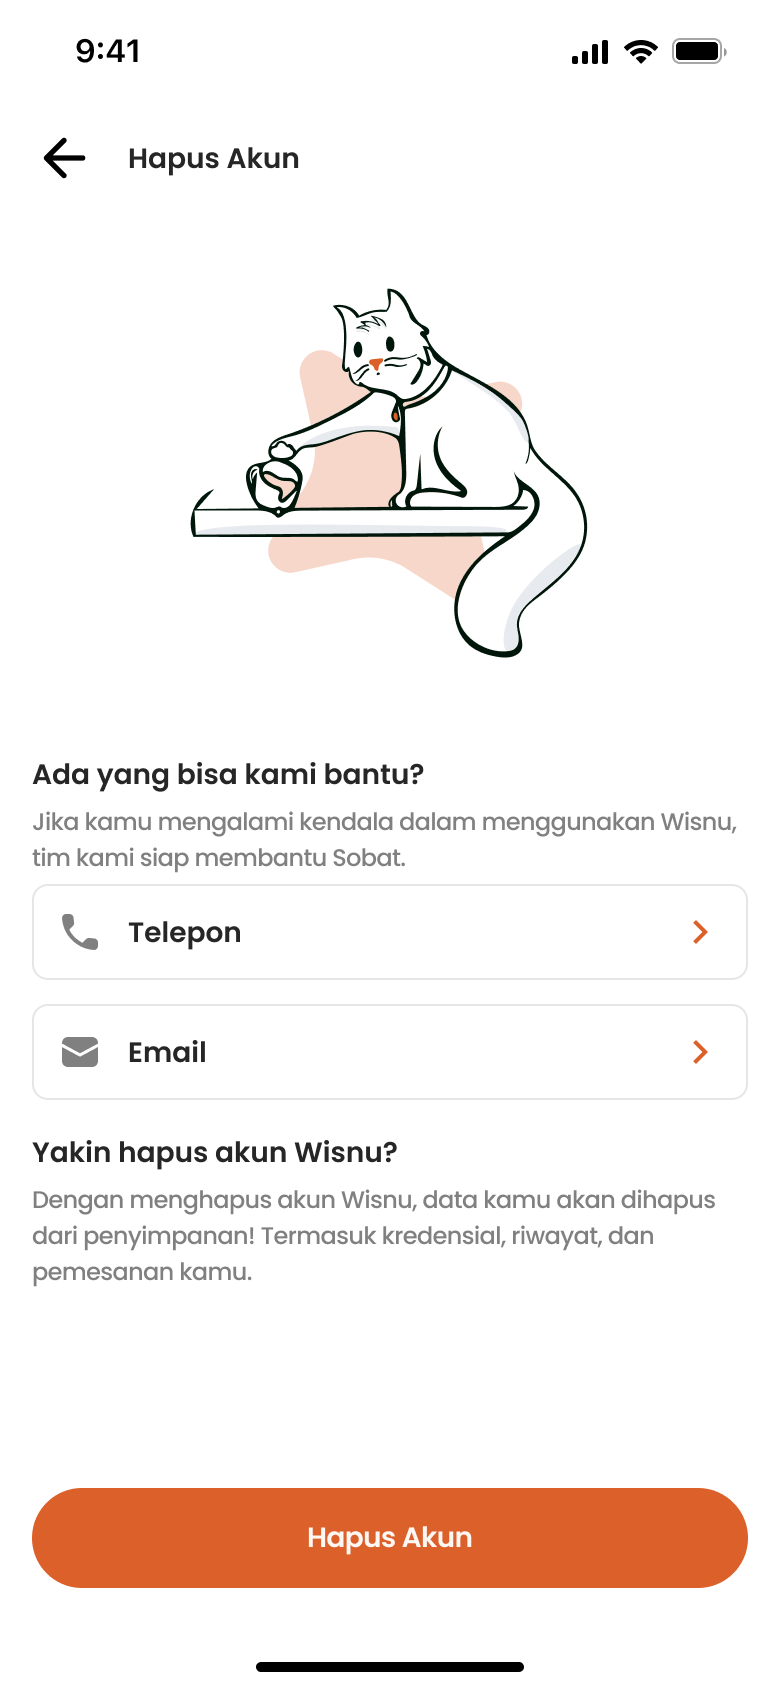 9:41
Hapus Akun
Ada yang bisa kami bantu?
Jika kamu mengalami kendala dalam menggunakan Wisnu,
tim kami siap membantu Sobat.
Telepon
Email
Yakin hapus akun Wisnu?
Dengan menghapus akun Wisnu, data kamu akan dihapus
dari penyimpanan! Termasuk kredensial, riwayat, dan
pemesanan kamu.
Hapus Akun